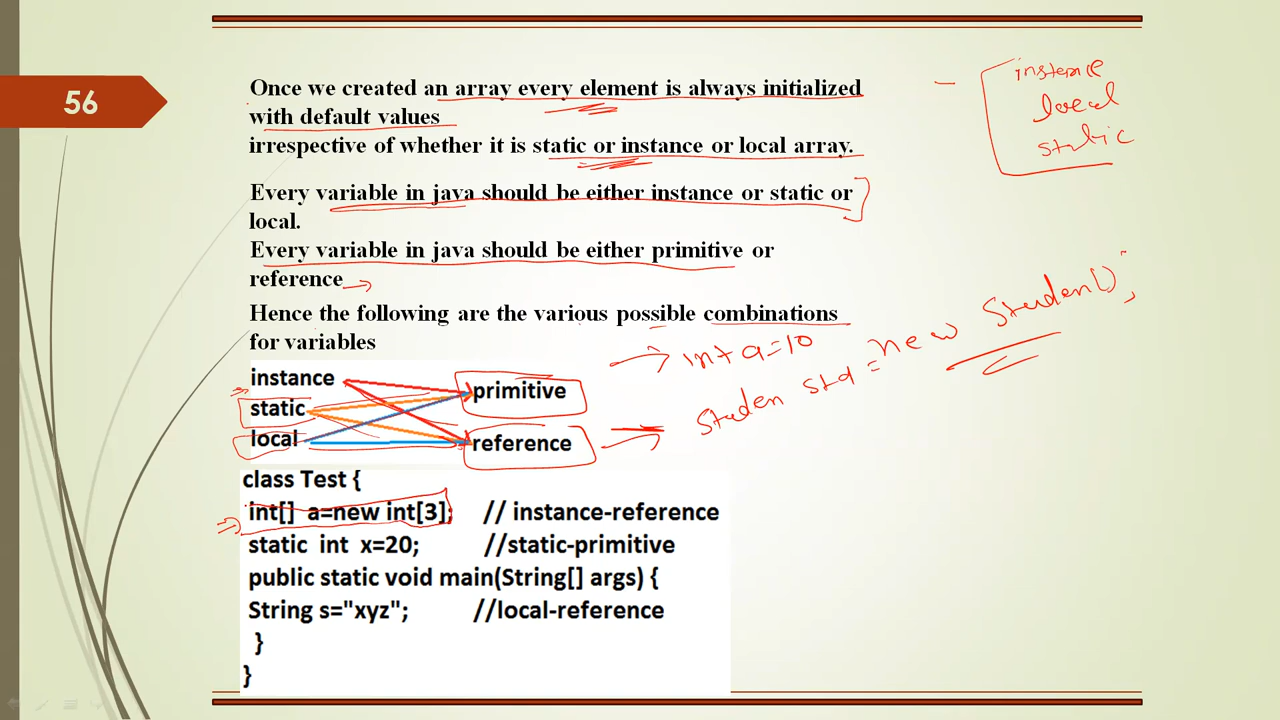 56
Once we created an array every element is always initialized
with default values
irrespective of whether it is static or instance or local array.
Every variable in java should be either instance or static or
local.
Every variable in java should be either primitive or
reference
Hence the following are the various possible combinations
for variables
instance
static
local
primitive
reference
class Test {
int[] a=new int[3]; // instance-reference
static int x=20; //static-primitive
public static void main(String[] args) {
String s="xyz"; //local-reference
}
}
instance
local
static
int a=10
Studen std = new Student();